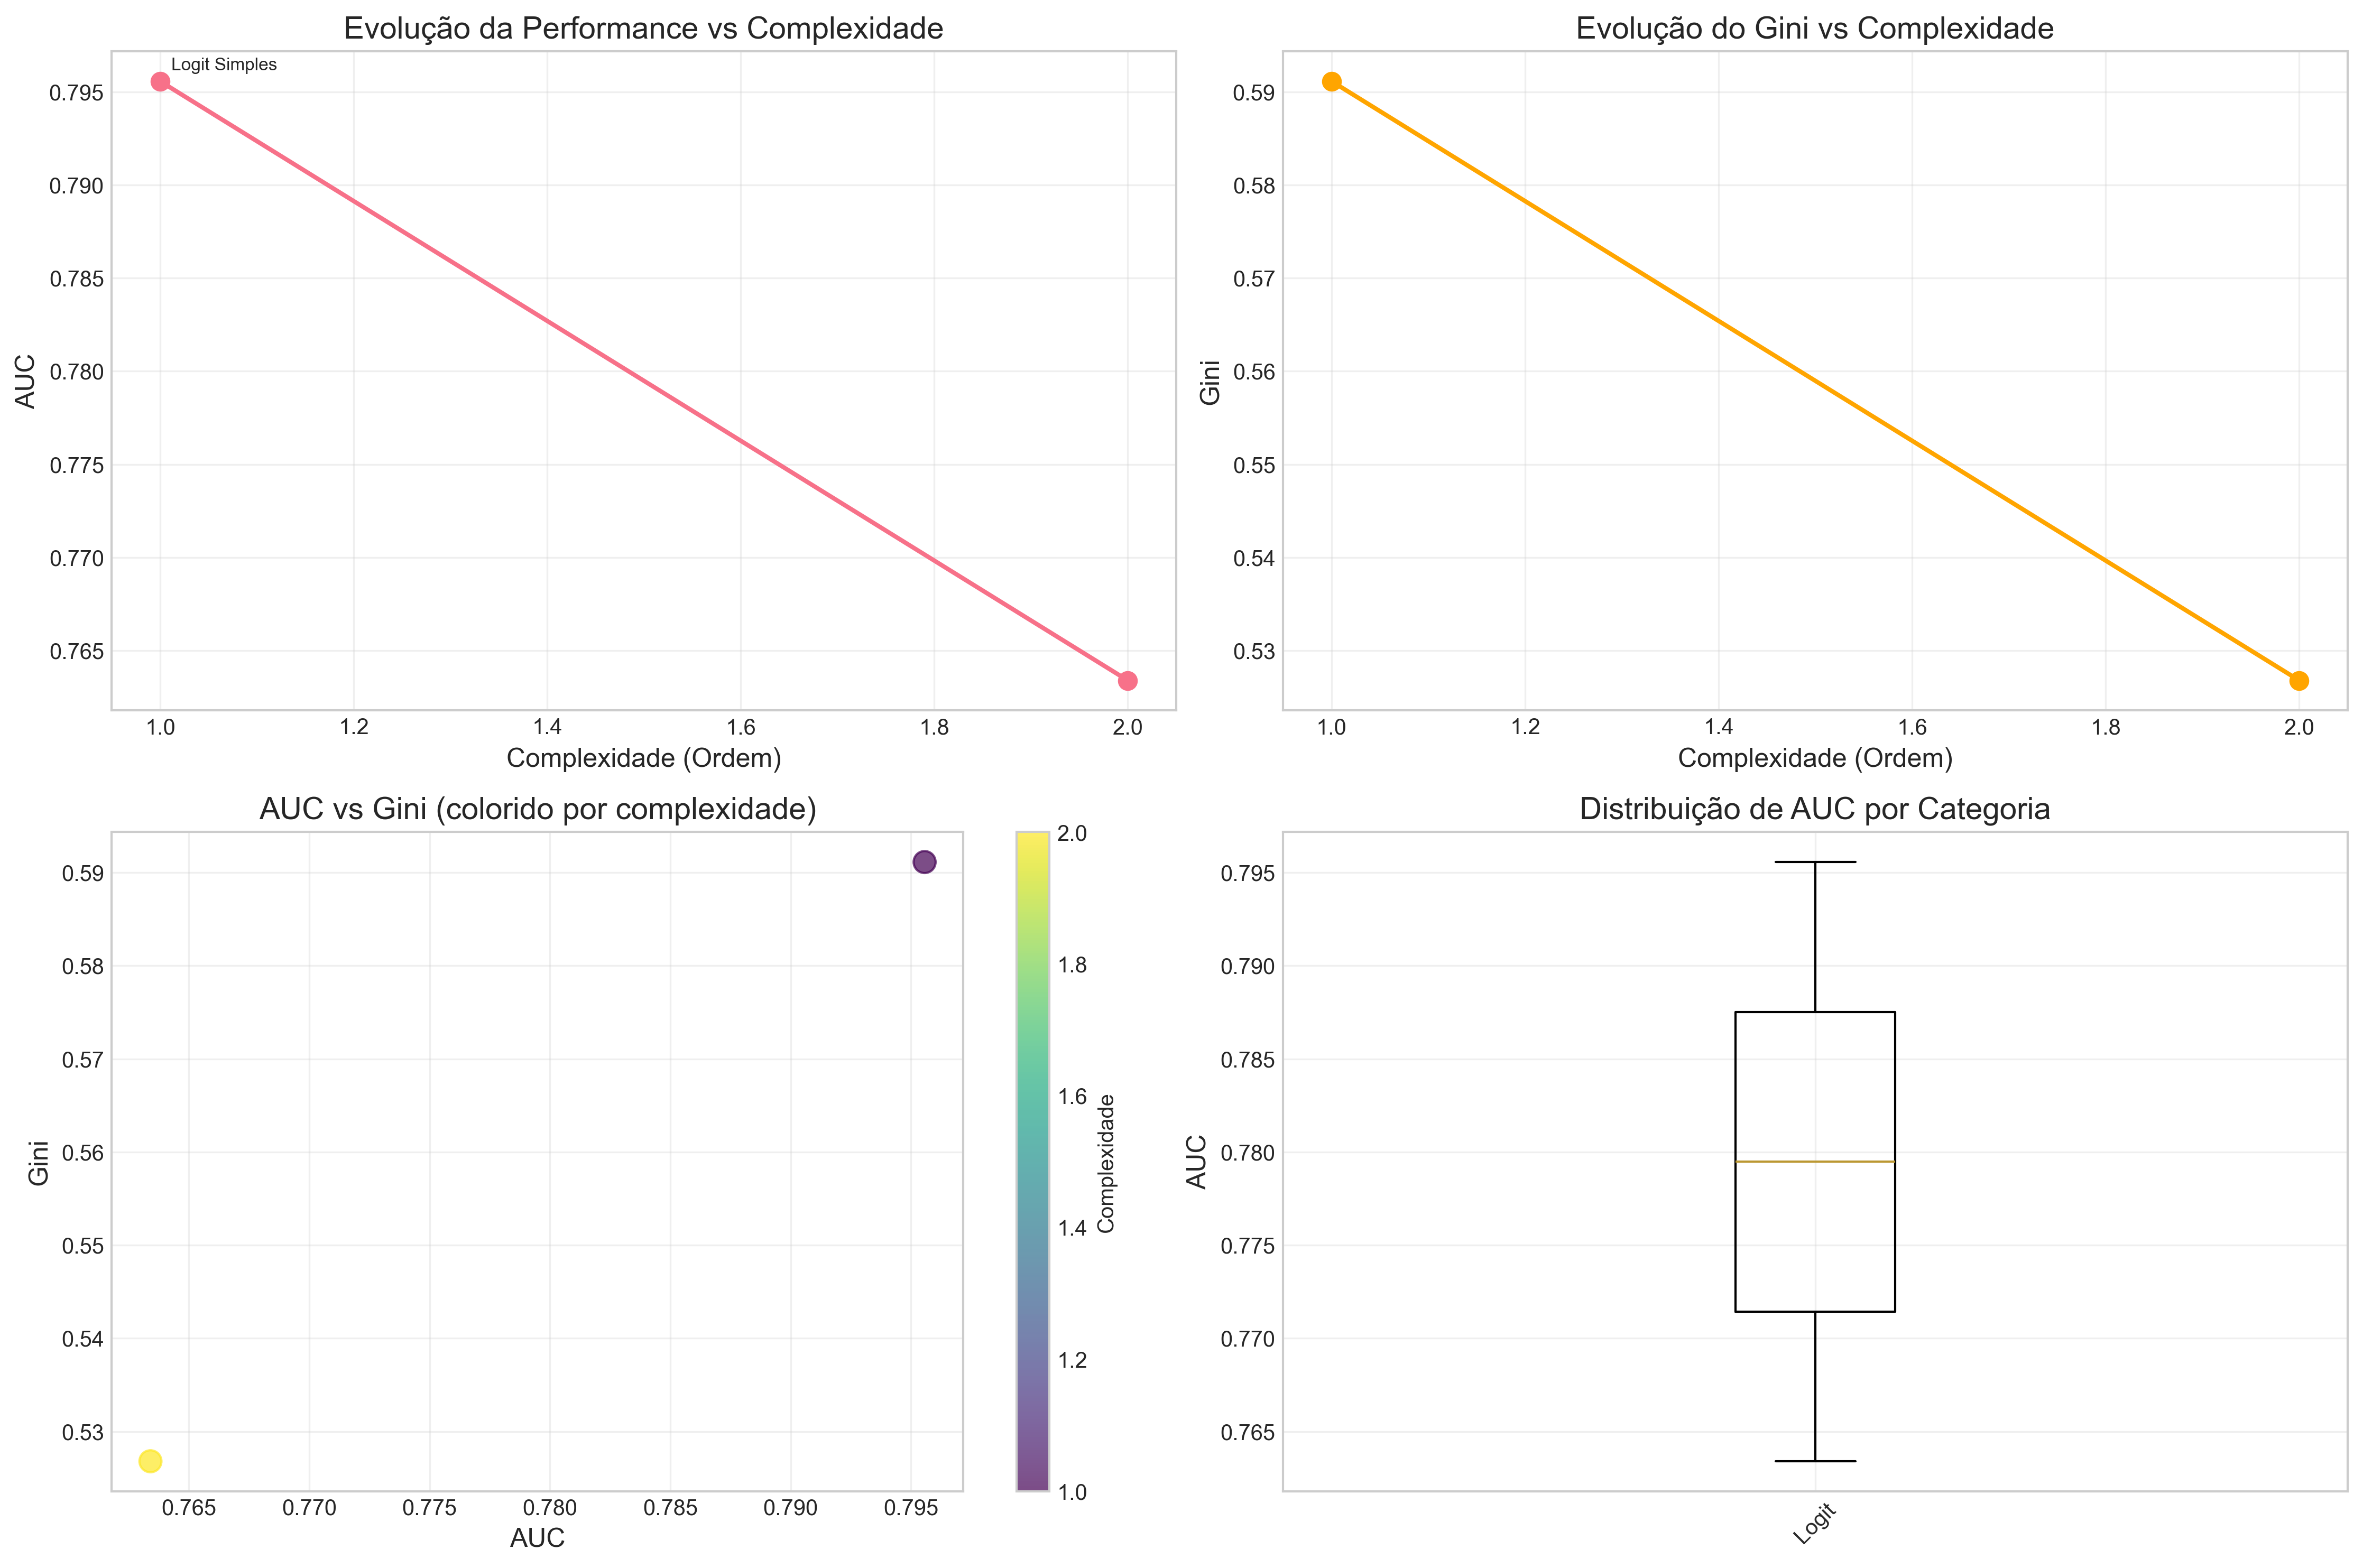 Evolução da Performance vs Complexidade
Logit Simples
0.795
0.790
0.785
0.780
0.775
0.770
0.765
AUC
1.0 1.2 1.4 1.6 1.8 2.0
Complexidade (Ordem)
Evolução do Gini vs Complexidade
0.59
0.58
0.57
0.56
0.55
0.54
0.53
Gini
1.0 1.2 1.4 1.6 1.8 2.0
Complexidade (Ordem)
AUC vs Gini (colorido por complexidade)
0.59
0.58
0.57
0.56
0.55
0.54
0.53
Gini
0.765 0.770 0.775 0.780 0.785 0.790 0.795
AUC
2.0
1.8
1.6
1.4
1.2
1.0
Complexidade
Distribuição de AUC por Categoria
0.795
0.790
0.785
0.780
0.775
0.770
0.765
AUC
Logit